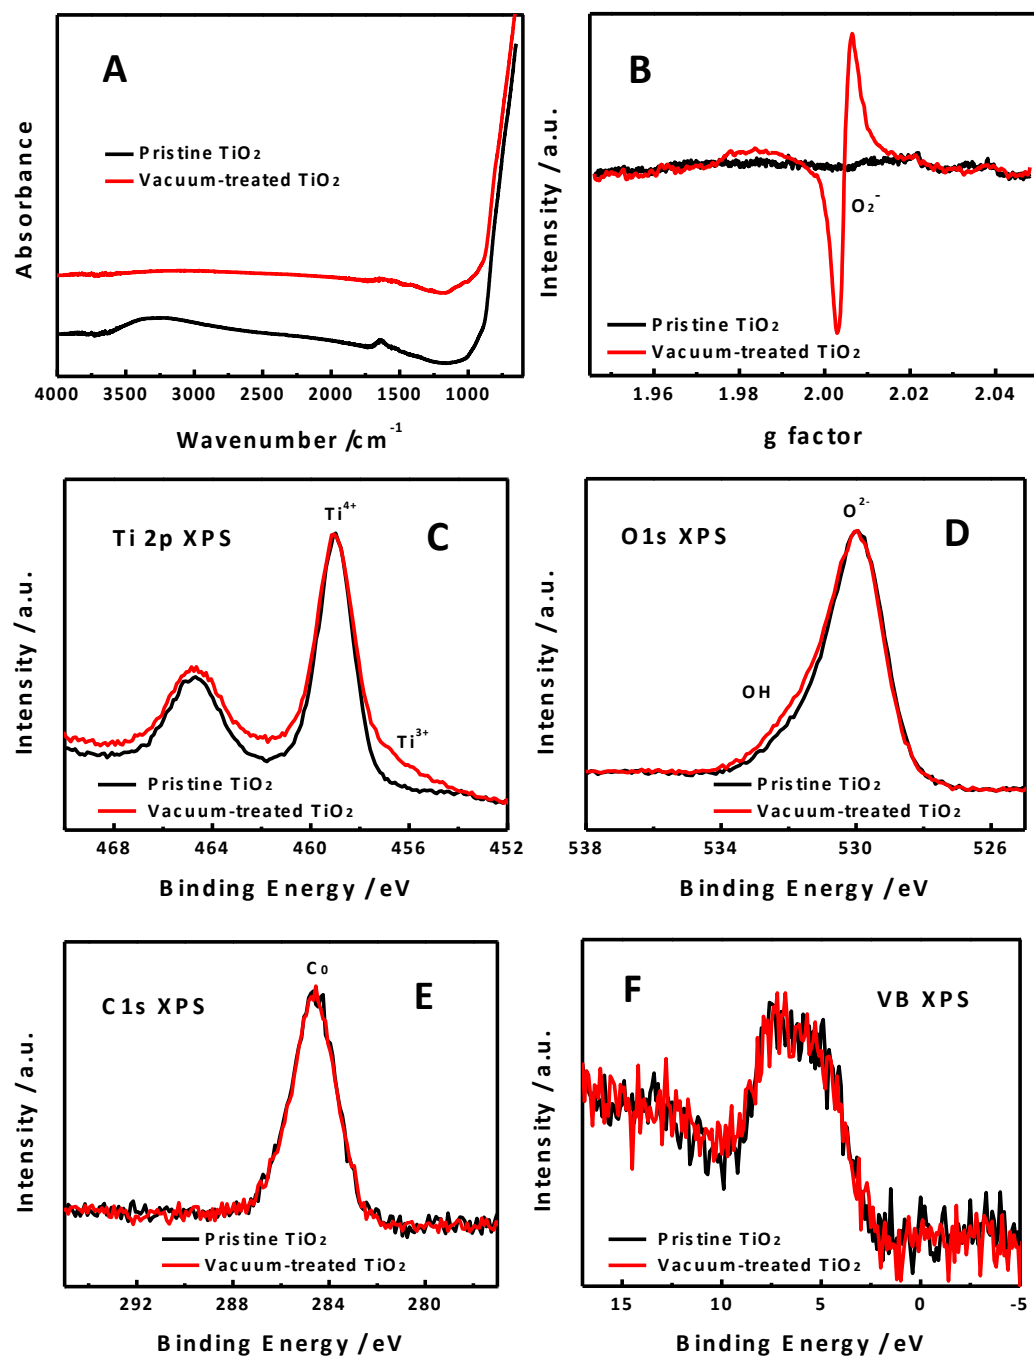 A
Absorbance
Pristine TiO₂
Vacuum-treated TiO₂
4000 3500 3000 2500 2000 1500 1000
Wavenumber /cm⁻¹
B
Intensity / a.u.
O₂⁻
Pristine TiO₂
Vacuum-treated TiO₂
1.96 1.98 2.00 2.02 2.04
g factor
Ti 2p XPS
C
Ti⁴⁺
Ti³⁺
Intensity / a.u.
Pristine TiO₂
Vacuum-treated TiO₂
468 464 460 456 452
Binding Energy /eV
O1s XPS
D
O²⁻
OH
Intensity / a.u.
Pristine TiO₂
Vacuum-treated TiO₂
538 534 530 526
Binding Energy /eV
C1s XPS
E
C₀
Intensity / a.u.
Pristine TiO₂
Vacuum-treated TiO₂
292 288 284 280
Binding Energy /eV
F
VB XPS
Intensity / a.u.
Pristine TiO₂
Vacuum-treated TiO₂
15 10 5 0 -5
Binding Energy /eV